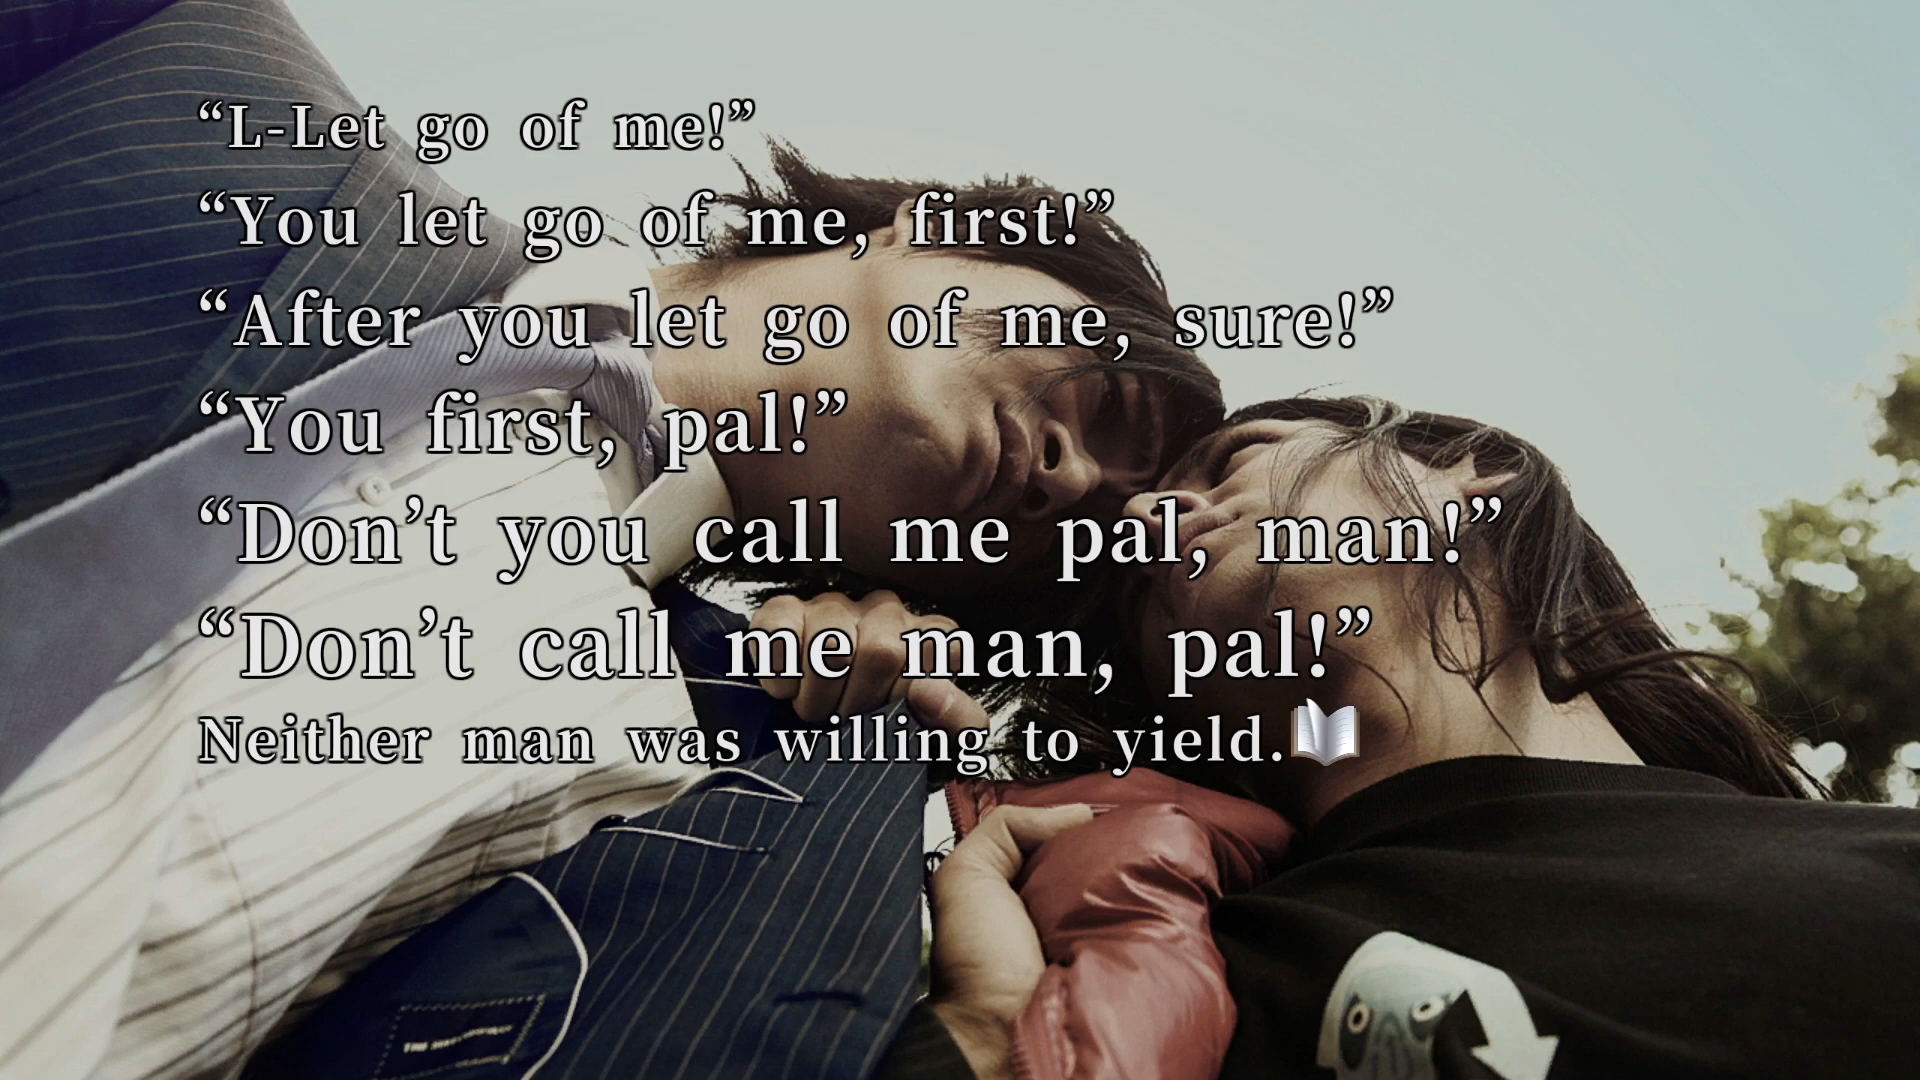 “L-Let go of me!”
“You let go of me, first!”
“After you let go of me, sure!”
“You first, pal!”
“Don’t you call me pal, man!”
“Don’t call me man, pal!”
Neither man was willing to yield.
THE